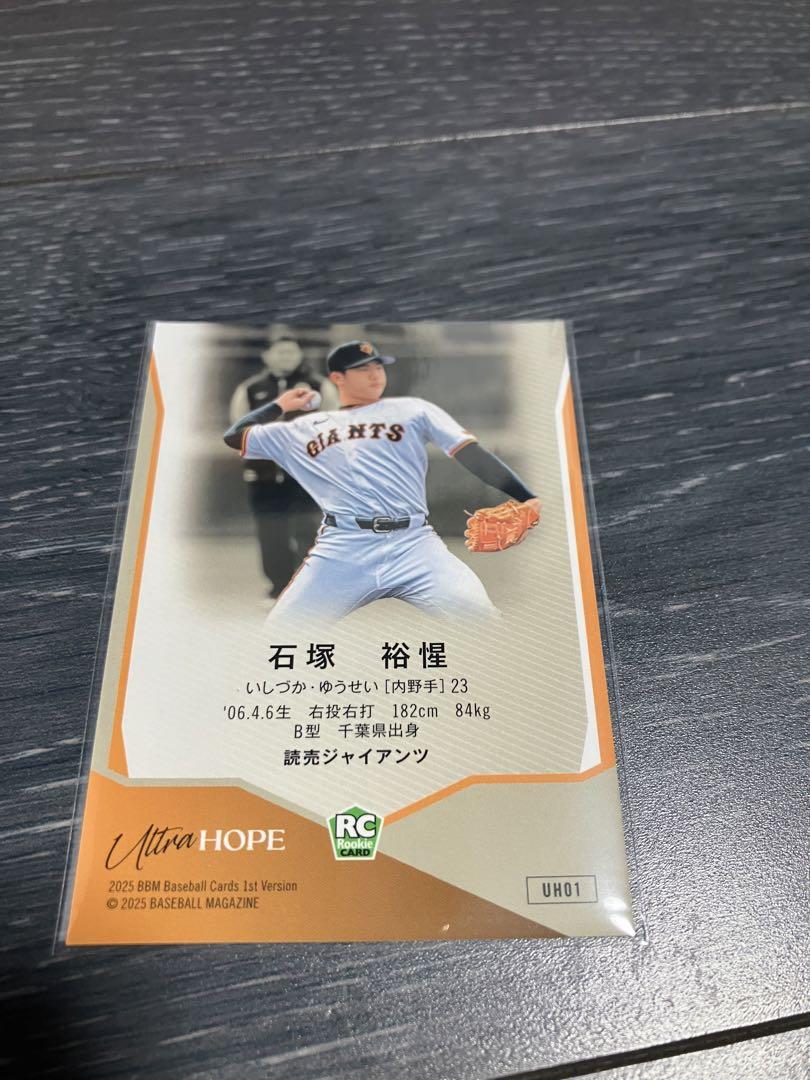 GIANTS
石塚 裕惺
いしづか・ゆうせい [内野手] 23
'06.4.6生 右投右打 182cm 84kg
B型 千葉県出身
読売ジャイアンツ
Ultra HOPE
RC
Rookie
CARD
2025 BBM Baseball Cards 1st Version
© 2025 BASEBALL MAGAZINE
UH01